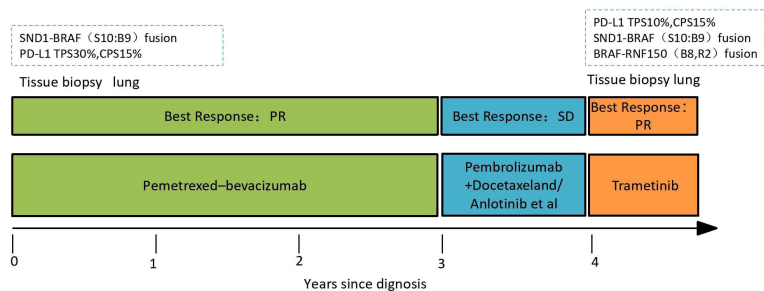 SND1-BRAF（S10:B9）fusion
PD-L1 TPS30%,CPS15%
Tissue biopsy lung
PD-L1 TPS10%,CPS15%
SND1-BRAF（S10:B9）fusion
BRAF-RNF150（B8,R2）fusion
Tissue biopsy lung
Best Response：PR
Best Response：SD
Best Response：
PR
Pemetrexed—bevacizumab
Pembrolizumab
+Docetaxeland/
Anlotinib et al
Trametinib
0
1
2
3
4
Years since dignosis